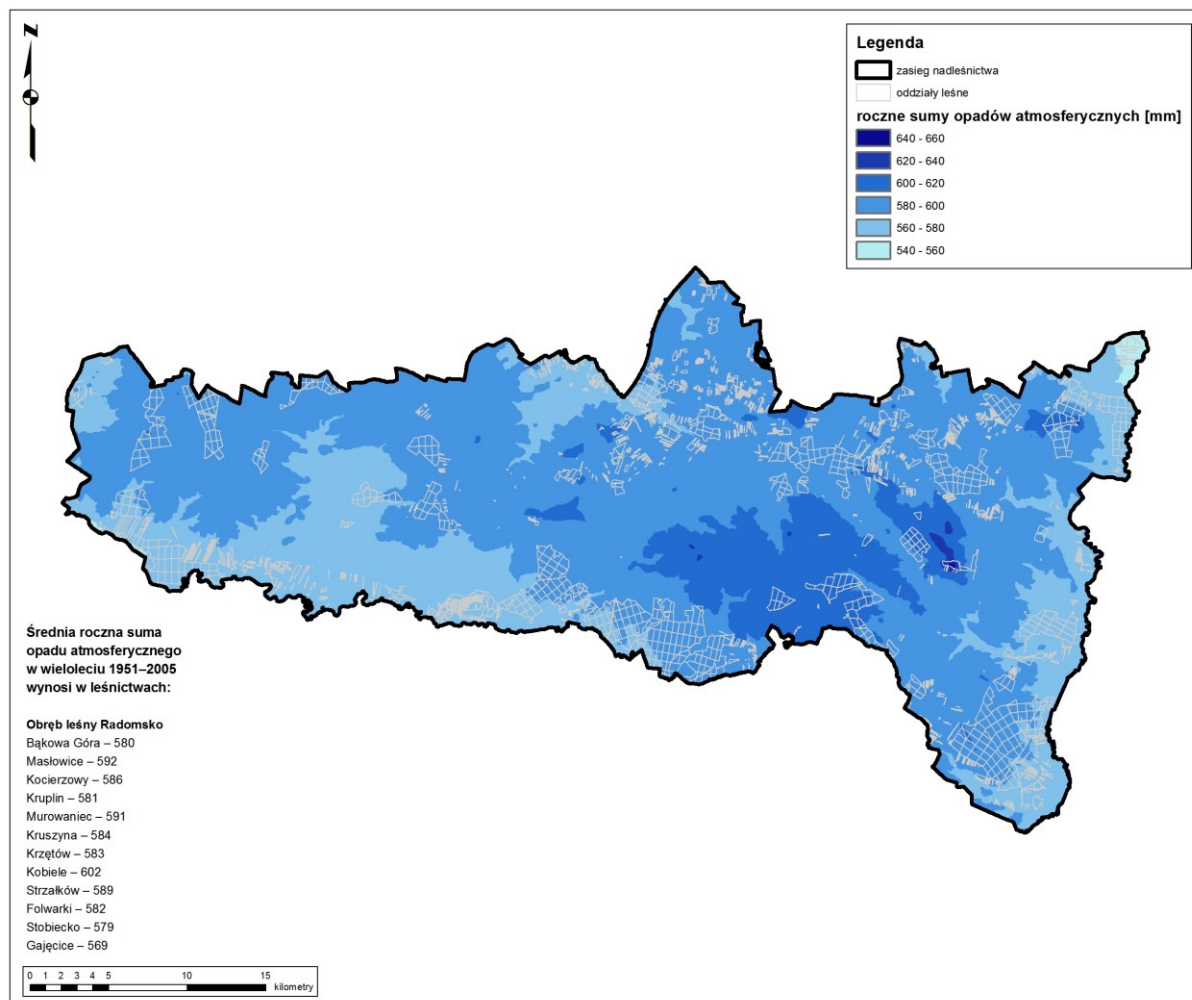 N
Legenda
zasieg nadleśnictwa
oddziały leśne
roczne sumy opadów atmosferycznych [mm]
640 - 660
620 - 640
600 - 620
580 - 600
560 - 580
540 - 560
Średnia roczna suma
opadu atmosferycznego
w wieloleciu 1951–2005
wynosi w leśnictwach:
Obręb leśny Radomsko
Bąkowa Góra – 580
Masłowice – 592
Kocierzowy – 586
Kruplin – 581
Murowaniec – 591
Kruszyna – 584
Krzętów – 583
Kobiele – 602
Strzałków – 589
Folwarki – 582
Stobiecko – 579
Gajęcice – 569
0 1 2 3 4 5 10 15
kilometry